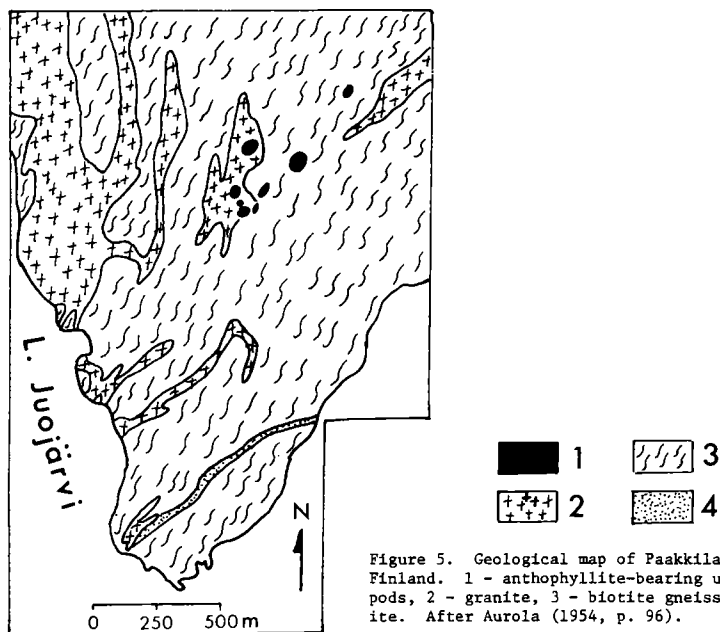 L. Juojärvi
N
0 250 500 m
1 3
2 4
Figure 5. Geological map of Paakkila
Finland. 1 - anthophyllite-bearing u
pods, 2 - granite, 3 - biotite gneiss
ite. After Aurola (1954, p. 96).